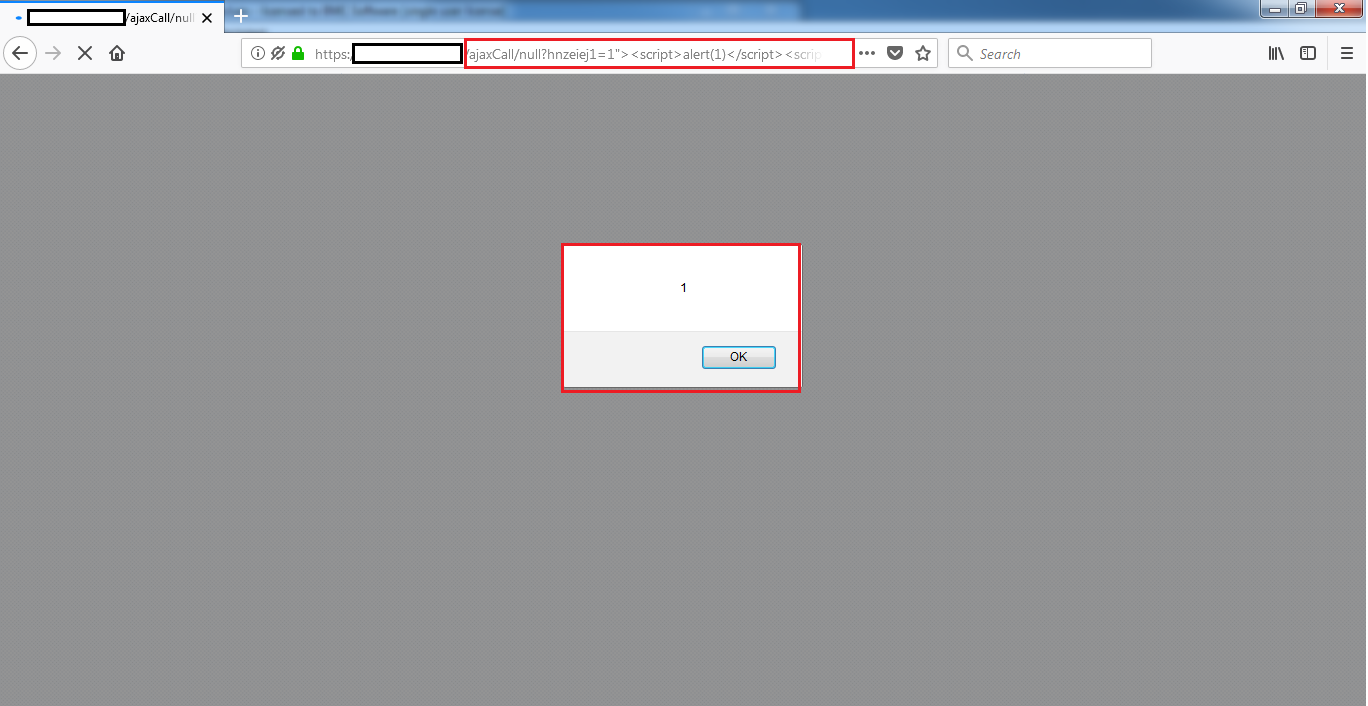 /ajaxCall/null
https:/ /ajaxCall/null?hnzeiej1=1"><script>alert(1)</script><scrip
Search
1
OK